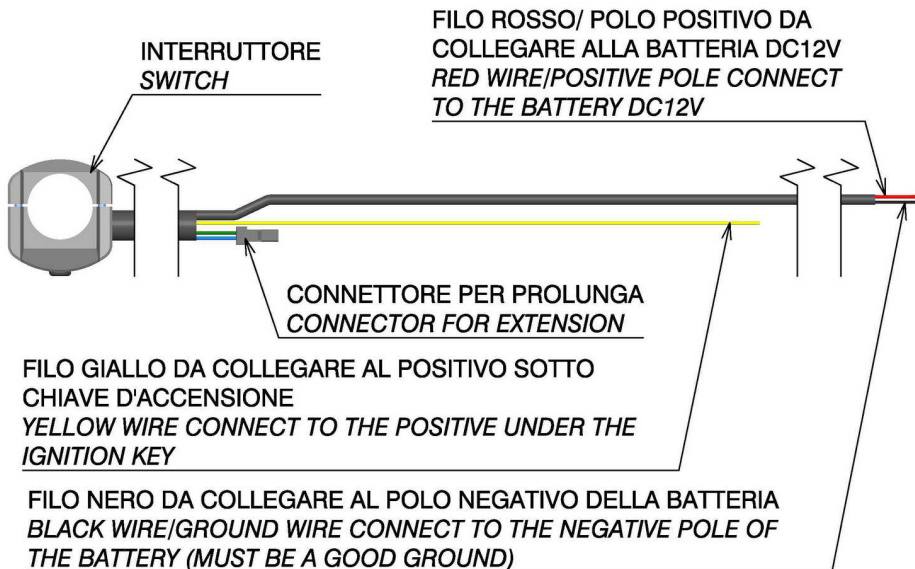 INTERRUTTORE
SWITCH
FILO ROSSO/ POLO POSITIVO DA
COLLEGARE ALLA BATTERIA DC12V
RED WIRE/POSITIVE POLE CONNECT
TO THE BATTERY DC12V
CONNETTORE PER PROLUNGA
CONNECTOR FOR EXTENSION
FILO GIALLO DA COLLEGARE AL POSITIVO SOTTO
CHIAVE D'ACCENSIONE
YELLOW WIRE CONNECT TO THE POSITIVE UNDER THE
IGNITION KEY
FILO NERO DA COLLEGARE AL POLO NEGATIVO DELLA BATTERIA
BLACK WIRE/GROUND WIRE CONNECT TO THE NEGATIVE POLE OF
THE BATTERY (MUST BE A GOOD GROUND)